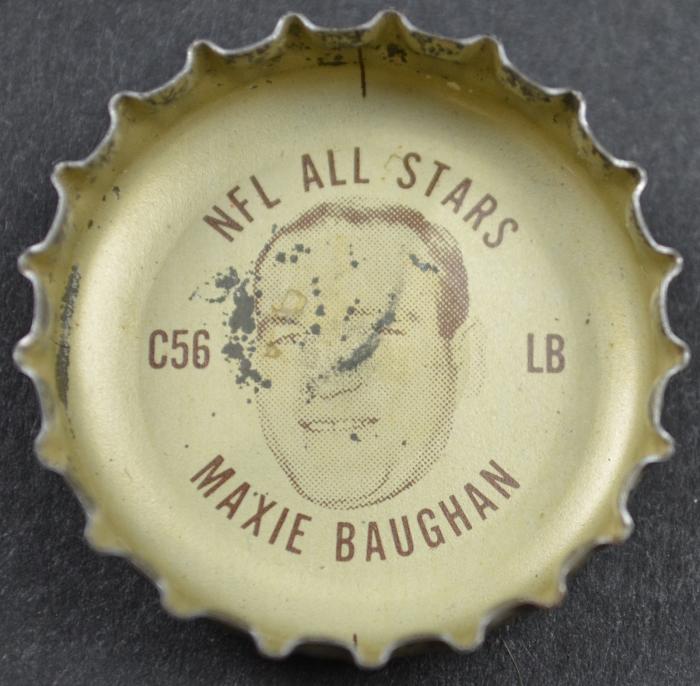 NFL ALL STARS
C56
LB
MAXIE BAUGHAN